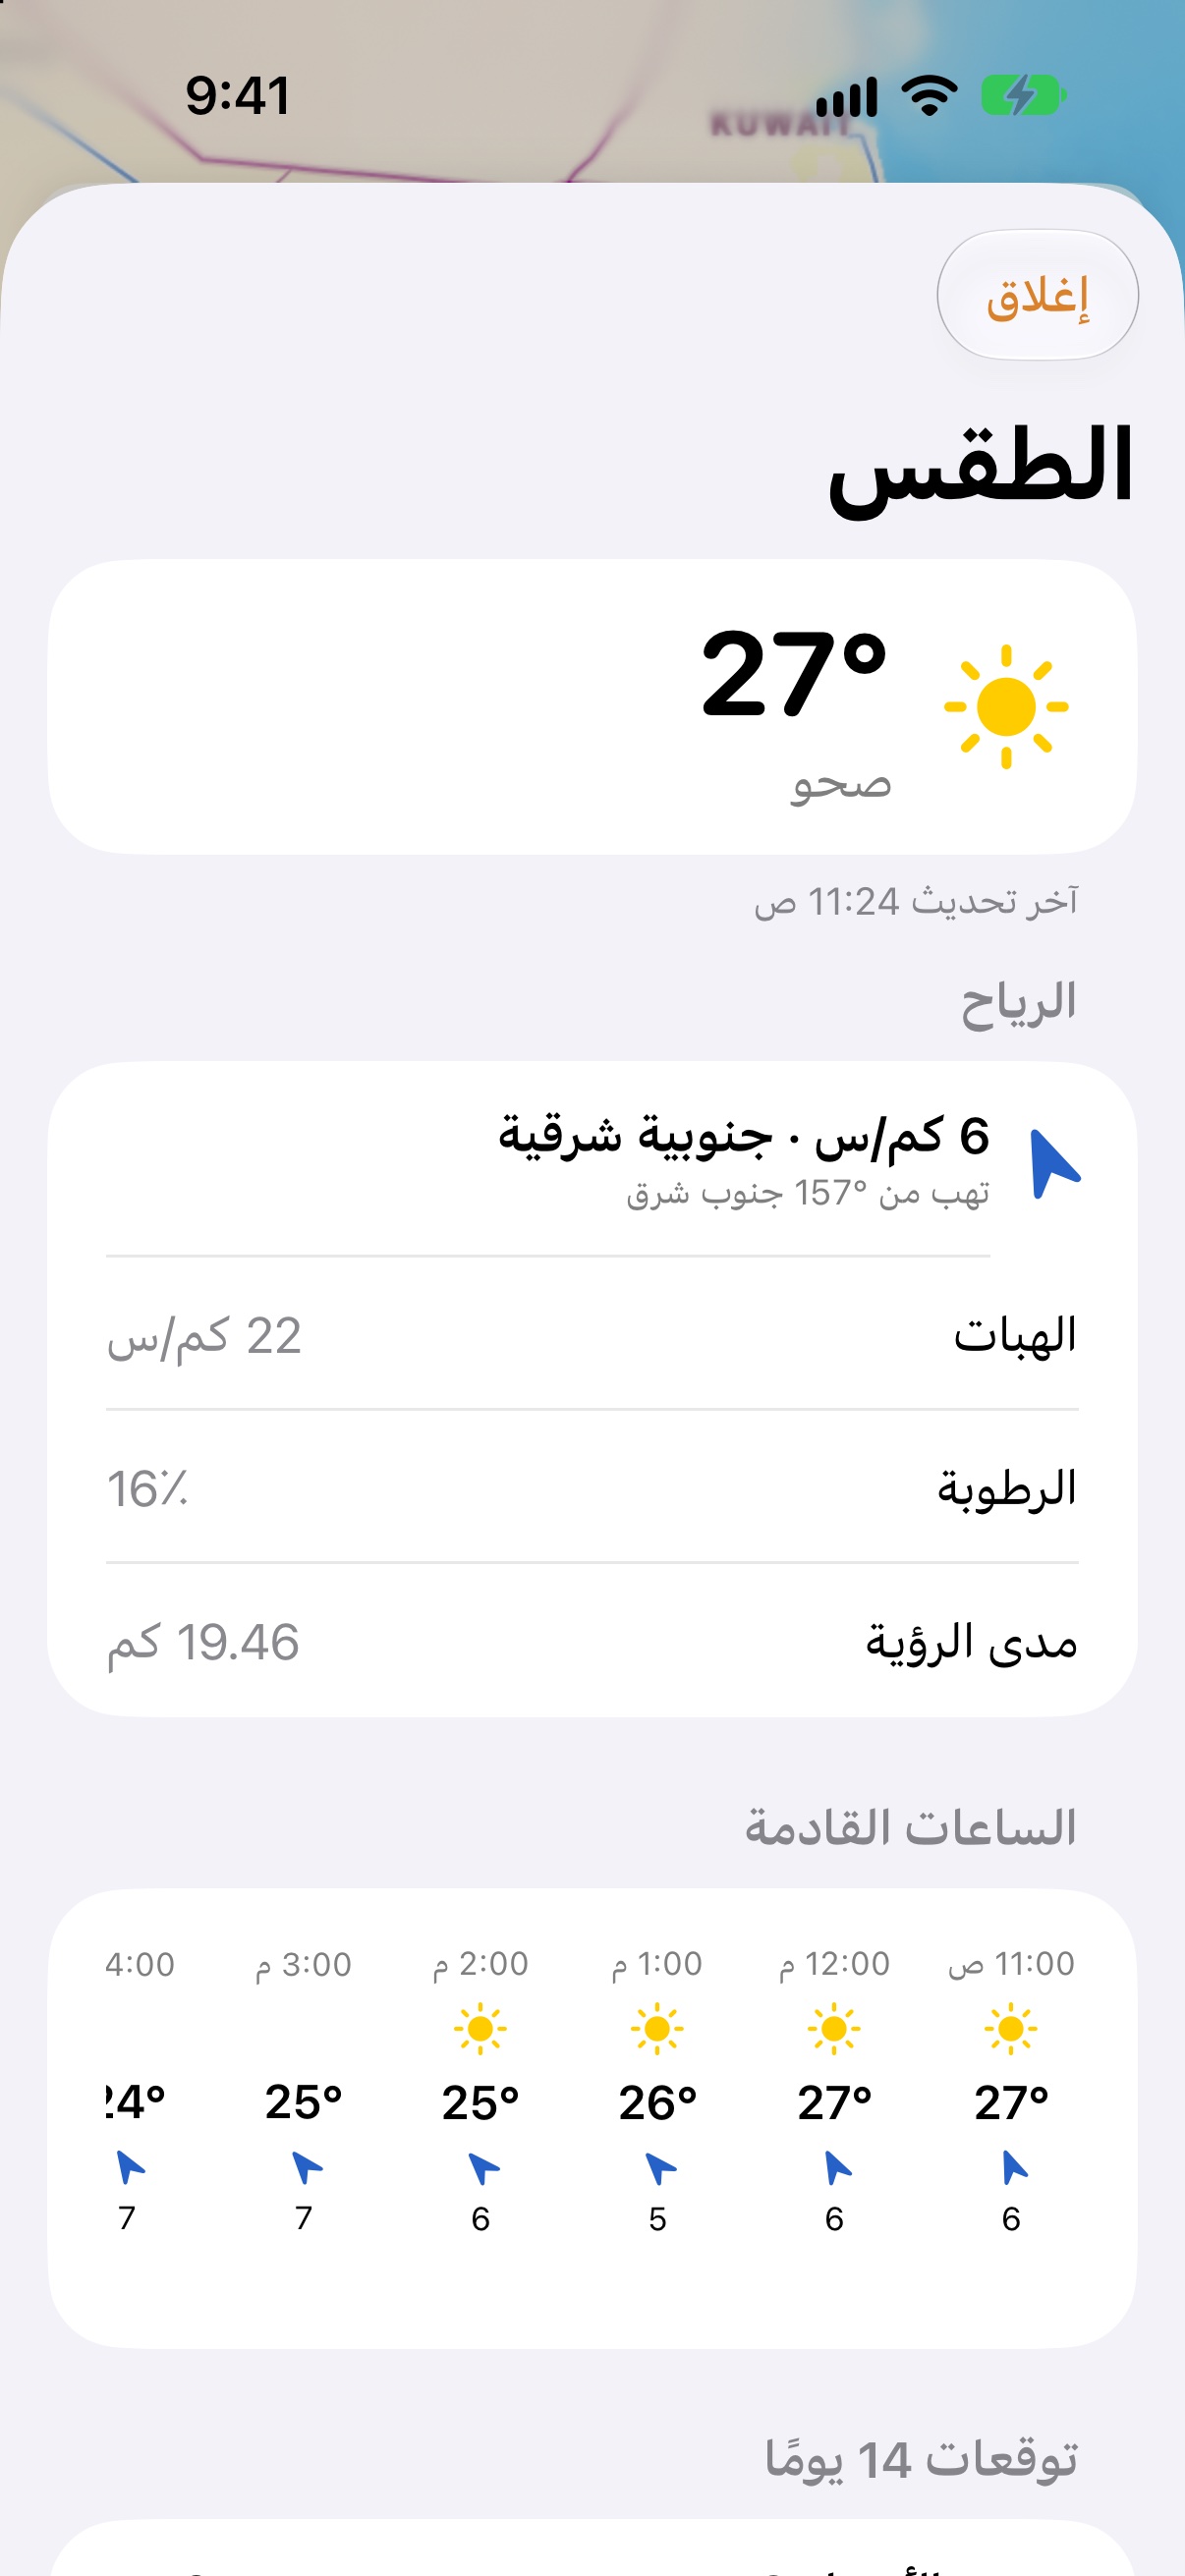 9:41
KUWAIT
إغلاق
الطقس
27°
صحو
آخر تحديث 11:24 ص
الرياح
6 كم/س · جنوبية شرقية
تهب من 157° جنوب شرق
الهبات 22 كم/س
الرطوبة 16٪
مدى الرؤية 19.46 كم
الساعات القادمة
11:00 ص 12:00 م 1:00 م 2:00 م 3:00 م 4:00
27° 27° 26° 25° 25° 24°
6 6 5 6 7 7
توقعات 14 يومًا